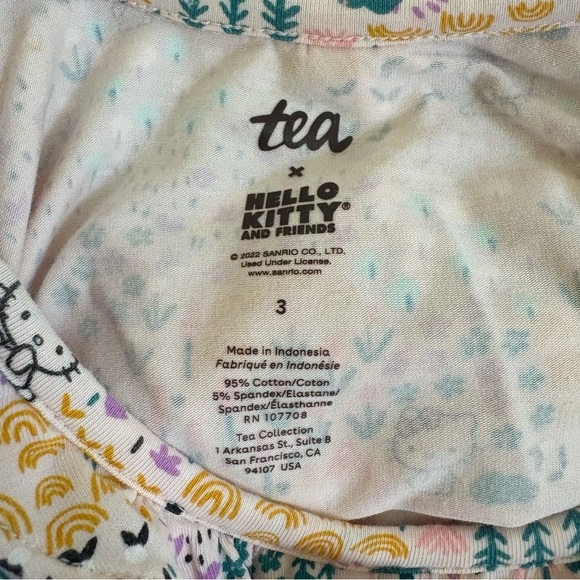 tea
×
HELLO
KITTY®
AND FRIENDS
© 2022 SANRIO CO., LTD.
Used Under License.
www.sanrio.com
3
Made in Indonesia
Fabriqué en Indonésie
95% Cotton/Coton
5% Spandex/Elastane/
Spandex/Élasthanne
RN 107708
Tea Collection
1 Arkansas St., Suite B
San Francisco, CA
94107 USA